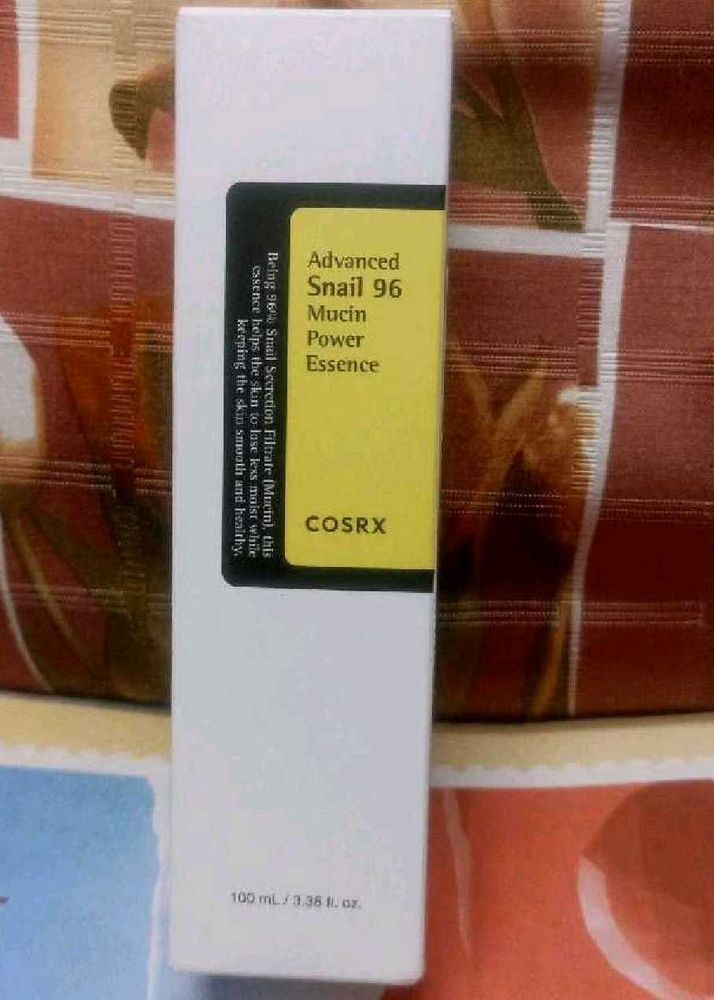 Advanced
Snail 96
Mucin
Power
Essence
COSRX
Being 96% Snail Secretion Filtrate (Mucin), this
essence helps the skin to lose less moist while
keeping the skin smooth and healthy.
100 mL / 3.38 fl. oz.